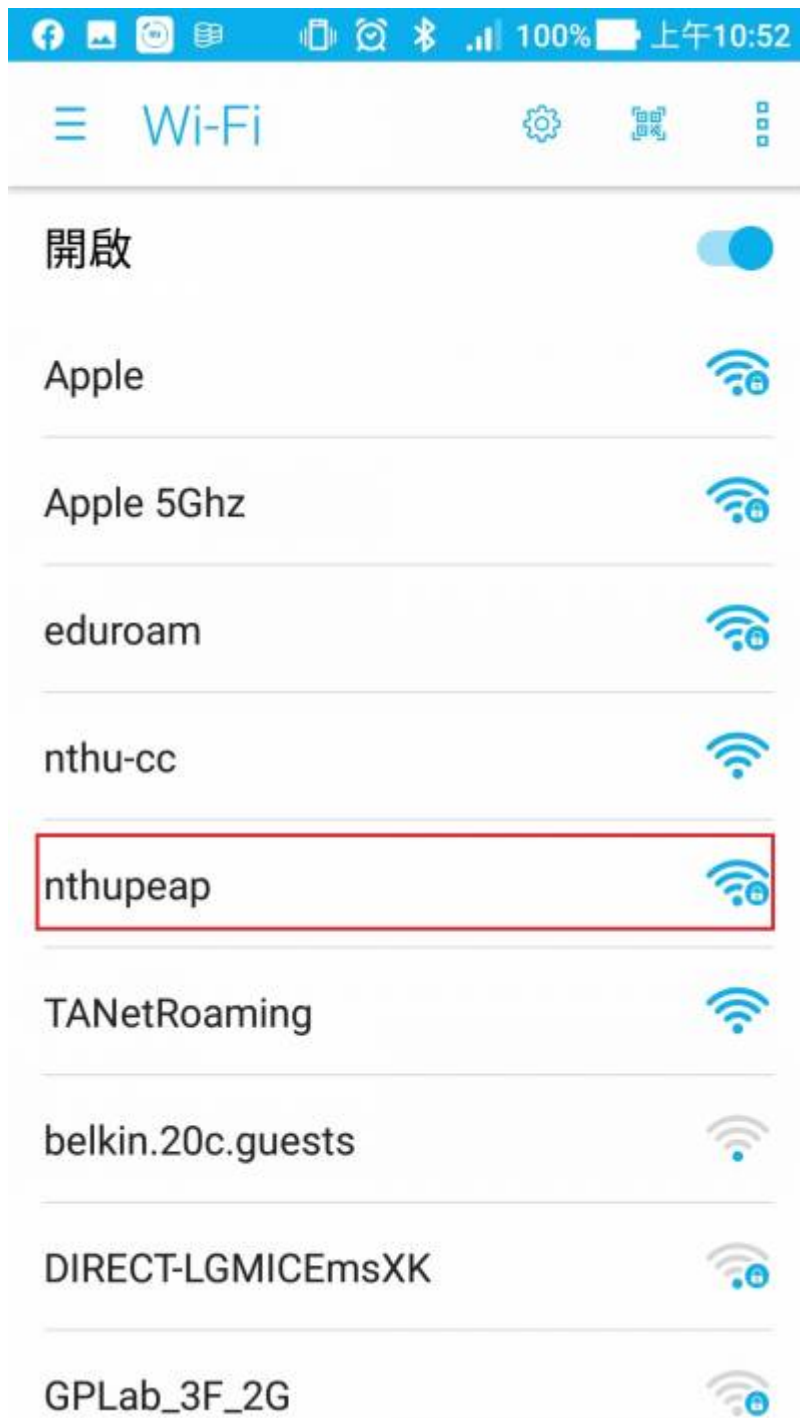 100% 上午10:52
Wi-Fi
開啟
Apple
Apple 5Ghz
eduroam
nthu-cc
nthupeap
TANetRoaming
belkin.20c.guests
DIRECT-LGMICEmsXK
GPLab_3F_2G